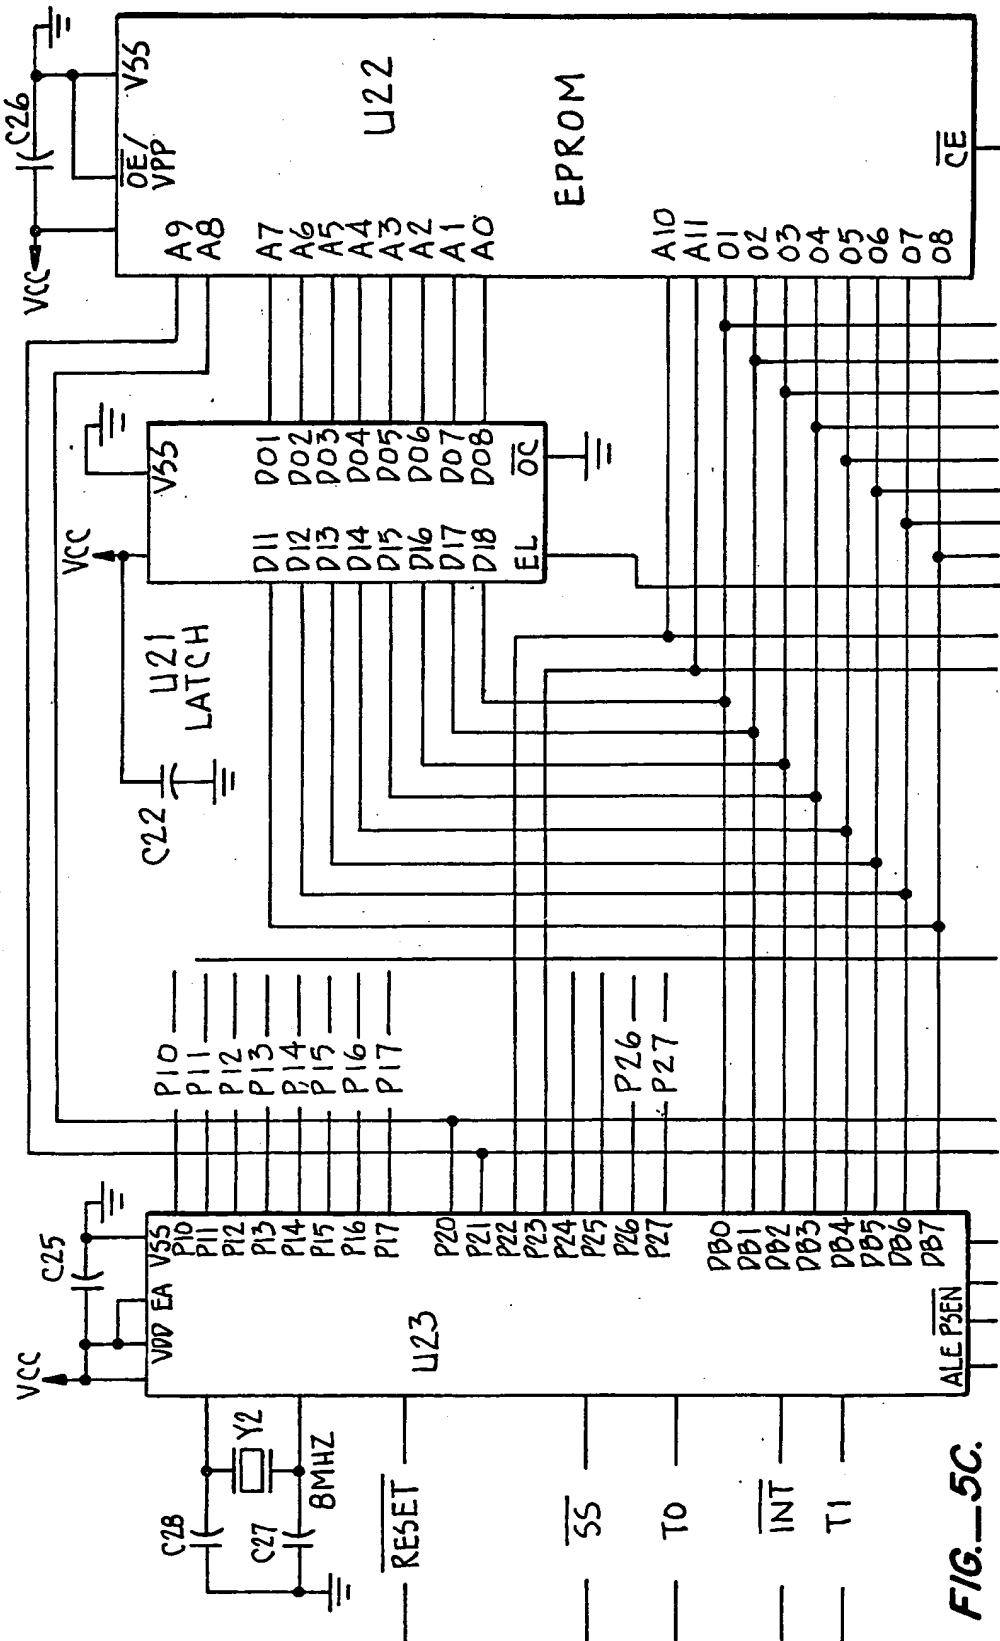 C26
VCC
VSS
OE/
VPP
A9
A8
A7
A6
A5
A4
A3
A2
A1
A0
U22
EPROM
A10
A11
O1
O2
O3
O4
O5
O6
O7
O8
CE
VCC
VSS
DO1
DO2
DO3
DO4
DO5
DO6
DO7
DO8
OC
DI1
DI2
DI3
DI4
DI5
DI6
DI7
DI8
EL
U21
LATCH
C22
P10
P11
P12
P13
P14
P15
P16
P17
P26
P27
C25
VCC
VDD
EA
VSS
P10
P11
P12
P13
P14
P15
P16
P17
P20
P21
P22
P23
P24
P25
P26
P27
DB0
DB1
DB2
DB3
DB4
DB5
DB6
DB7
U23
ALE
PSEN
C28
C27
Y2
8MHZ
RESET
SS
T0
INT
T1
FIG._5C.